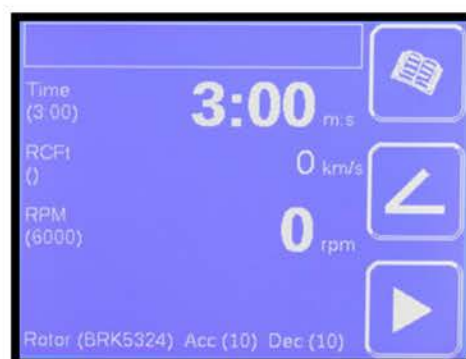 Time
(3:00)
3:00 m:s
RCFt
()
0 km/s
RPM
(6000)
0 rpm
Rotor (BRK5324) Acc (10) Dec (10)